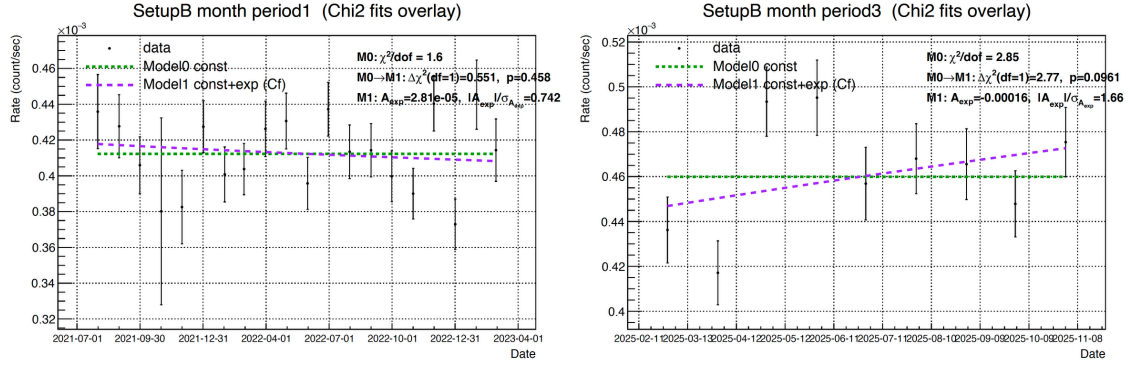 SetupB month period1 (Chi2 fits overlay)
×10⁻³
Rate (count/sec)
data
Model0 const
Model1 const+exp (Cf)
M0: χ²/dof = 1.6
M0→M1: Δχ²(df=1)=0.551, p=0.458
M1: A_exp=2.81e-05, |A_exp|/σ_A_exp=0.742
0.46
0.44
0.42
0.4
0.38
0.36
0.34
0.32
2021-07-01 2021-09-30 2021-12-31 2022-04-01 2022-07-01 2022-10-01 2022-12-31 2023-04-01
Date
SetupB month period3 (Chi2 fits overlay)
×10⁻³
Rate (count/sec)
data
Model0 const
Model1 const+exp (Cf)
M0: χ²/dof = 2.85
M0→M1: Δχ²(df=1)=2.77, p=0.0961
M1: A_exp=-0.00016, |A_exp|/σ_A_exp=1.66
0.52
0.5
0.48
0.46
0.44
0.42
0.4
2025-02-11 2025-03-13 2025-04-12 2025-05-12 2025-06-11 2025-07-11 2025-08-10 2025-09-09 2025-10-09 2025-11-08
Date